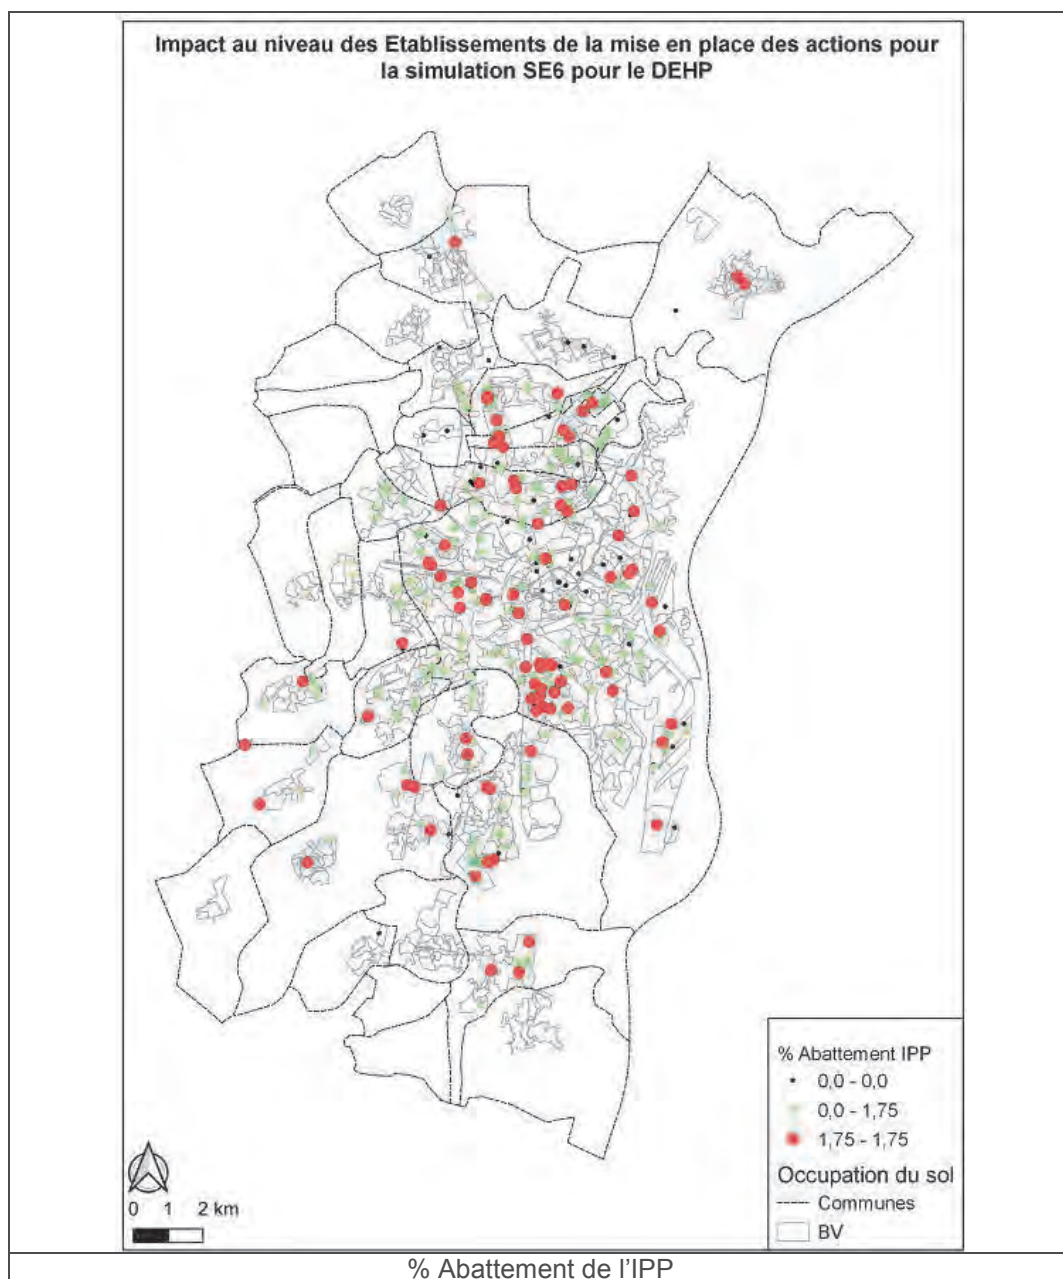 Impact au niveau des Etablissements de la mise en place des actions pour
la simulation SE6 pour le DEHP
% Abattement IPP
0,0 - 0,0
0,0 - 1,75
1,75 - 1,75
Occupation du sol
Communes
BV
0 1 2 km
% Abattement de l'IPP